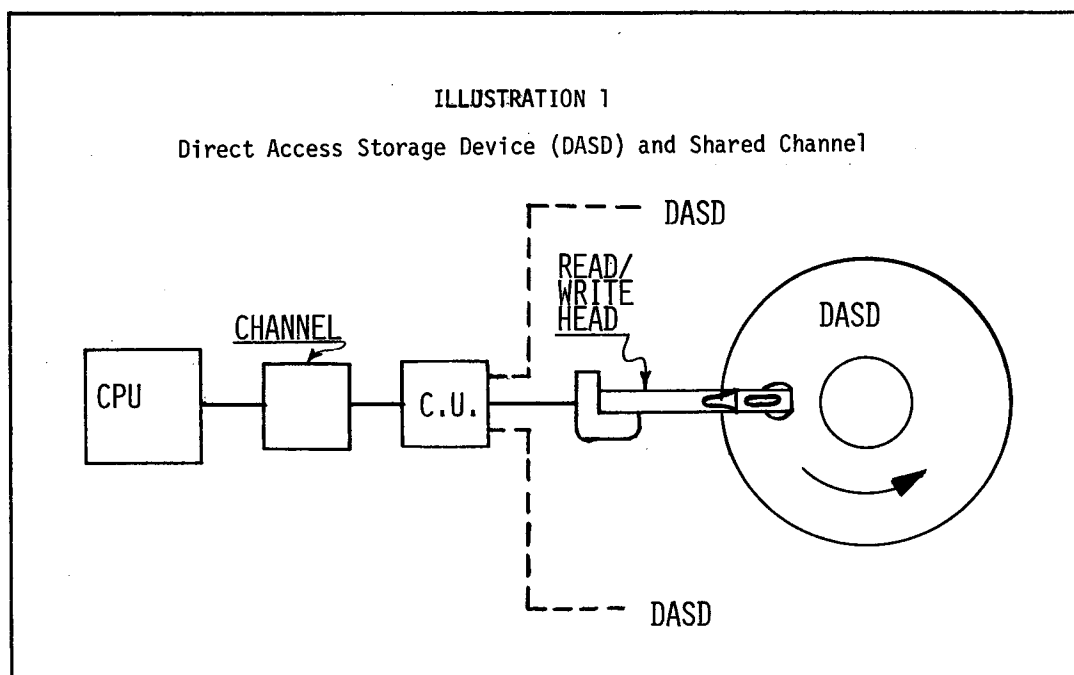 ILLUSTRATION 1
Direct Access Storage Device (DASD) and Shared Channel
DASD
READ/
WRITE
HEAD
DASD
CHANNEL
CPU
C.U.
DASD